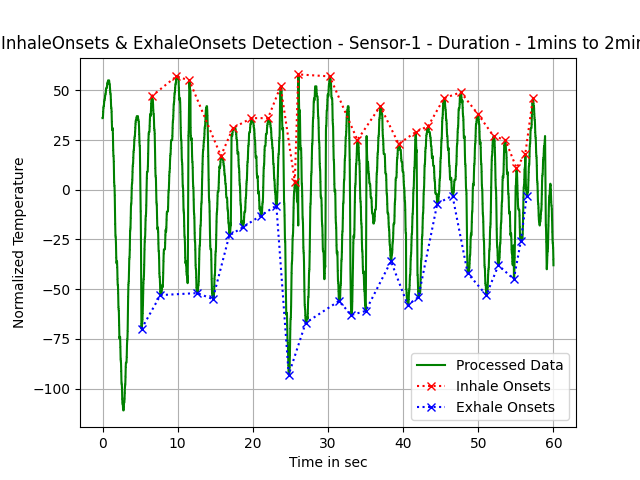 InhaleOnsets & ExhaleOnsets Detection - Sensor-1 - Duration - 1mins to 2min
Normalized Temperature
50
25
0
−25
−50
−75
−100
0 10 20 30 40 50 60
Time in sec
Processed Data
Inhale Onsets
Exhale Onsets